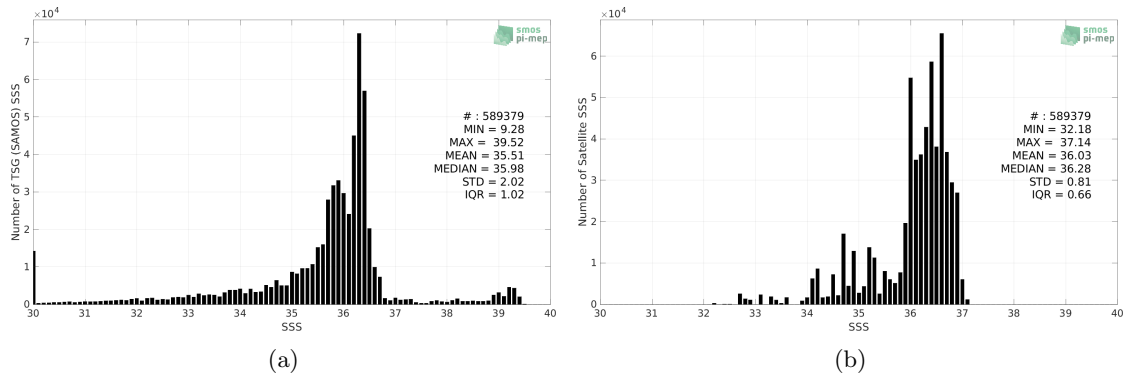 ×10⁴
smos
pi-mep
7
6
5
4
3
2
1
0
Number of TSG (SAMOS) SSS
# : 589379
MIN = 9.28
MAX = 39.52
MEAN = 35.51
MEDIAN = 35.98
STD = 2.02
IQR = 1.02
30 31 32 33 34 35 36 37 38 39 40
SSS
(a)
×10⁴
smos
pi-mep
6
5
4
3
2
1
0
Number of Satellite SSS
# : 589379
MIN = 32.18
MAX = 37.14
MEAN = 36.03
MEDIAN = 36.28
STD = 0.81
IQR = 0.66
30 31 32 33 34 35 36 37 38 39 40
SSS
(b)